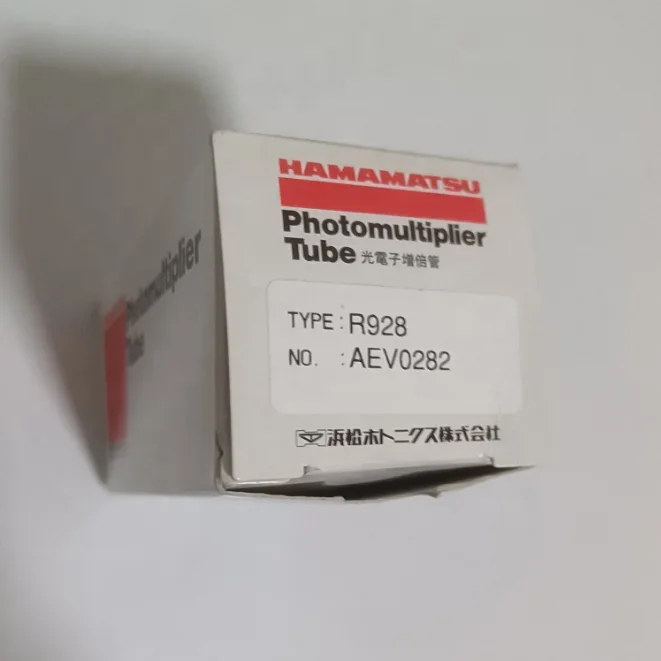 HAMAMATSU
Photomultiplier
Tube 光電子増倍管
TYPE : R928
NO. : AEV0282
浜松ホトニクス株式会社
Photomultiplier
Tube